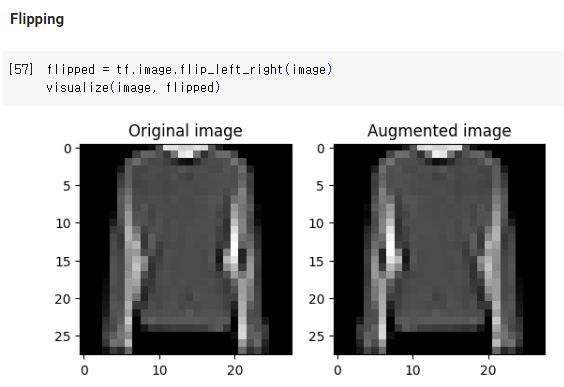 Flipping
[57] flipped = tf.image.flip_left_right(image)
visualize(image, flipped)
Original image
Augmented image
0
5
10
15
20
25
0 10 20
0
5
10
15
20
25
0 10 20